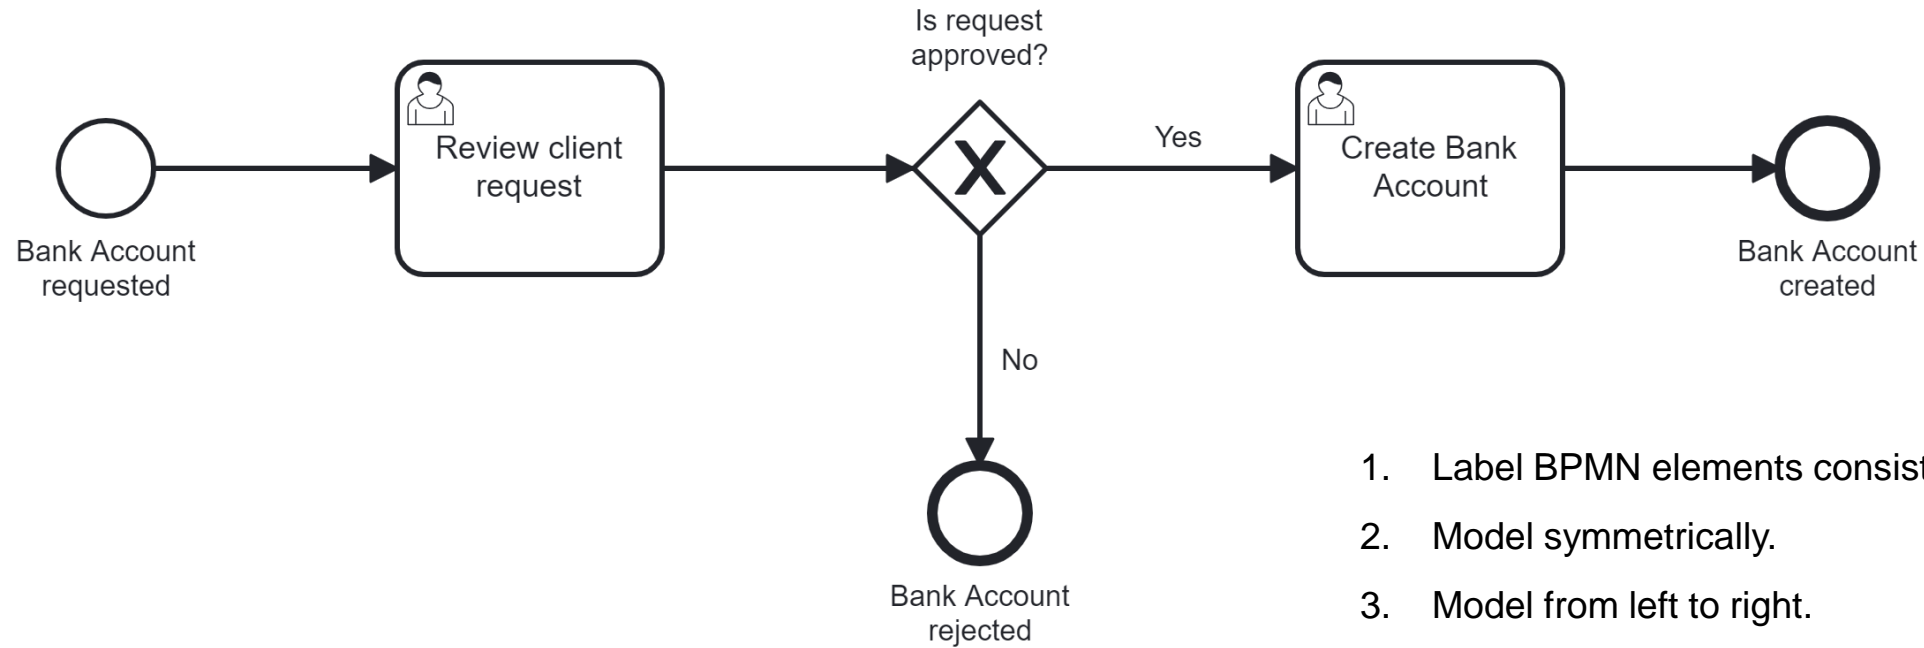 Is request
approved?
Review client
request
Yes
Create Bank
Account
Bank Account
requested
Bank Account
created
No
Bank Account
rejected
1. Label BPMN elements
2. Model symmetrically.
3. Model from left to right.